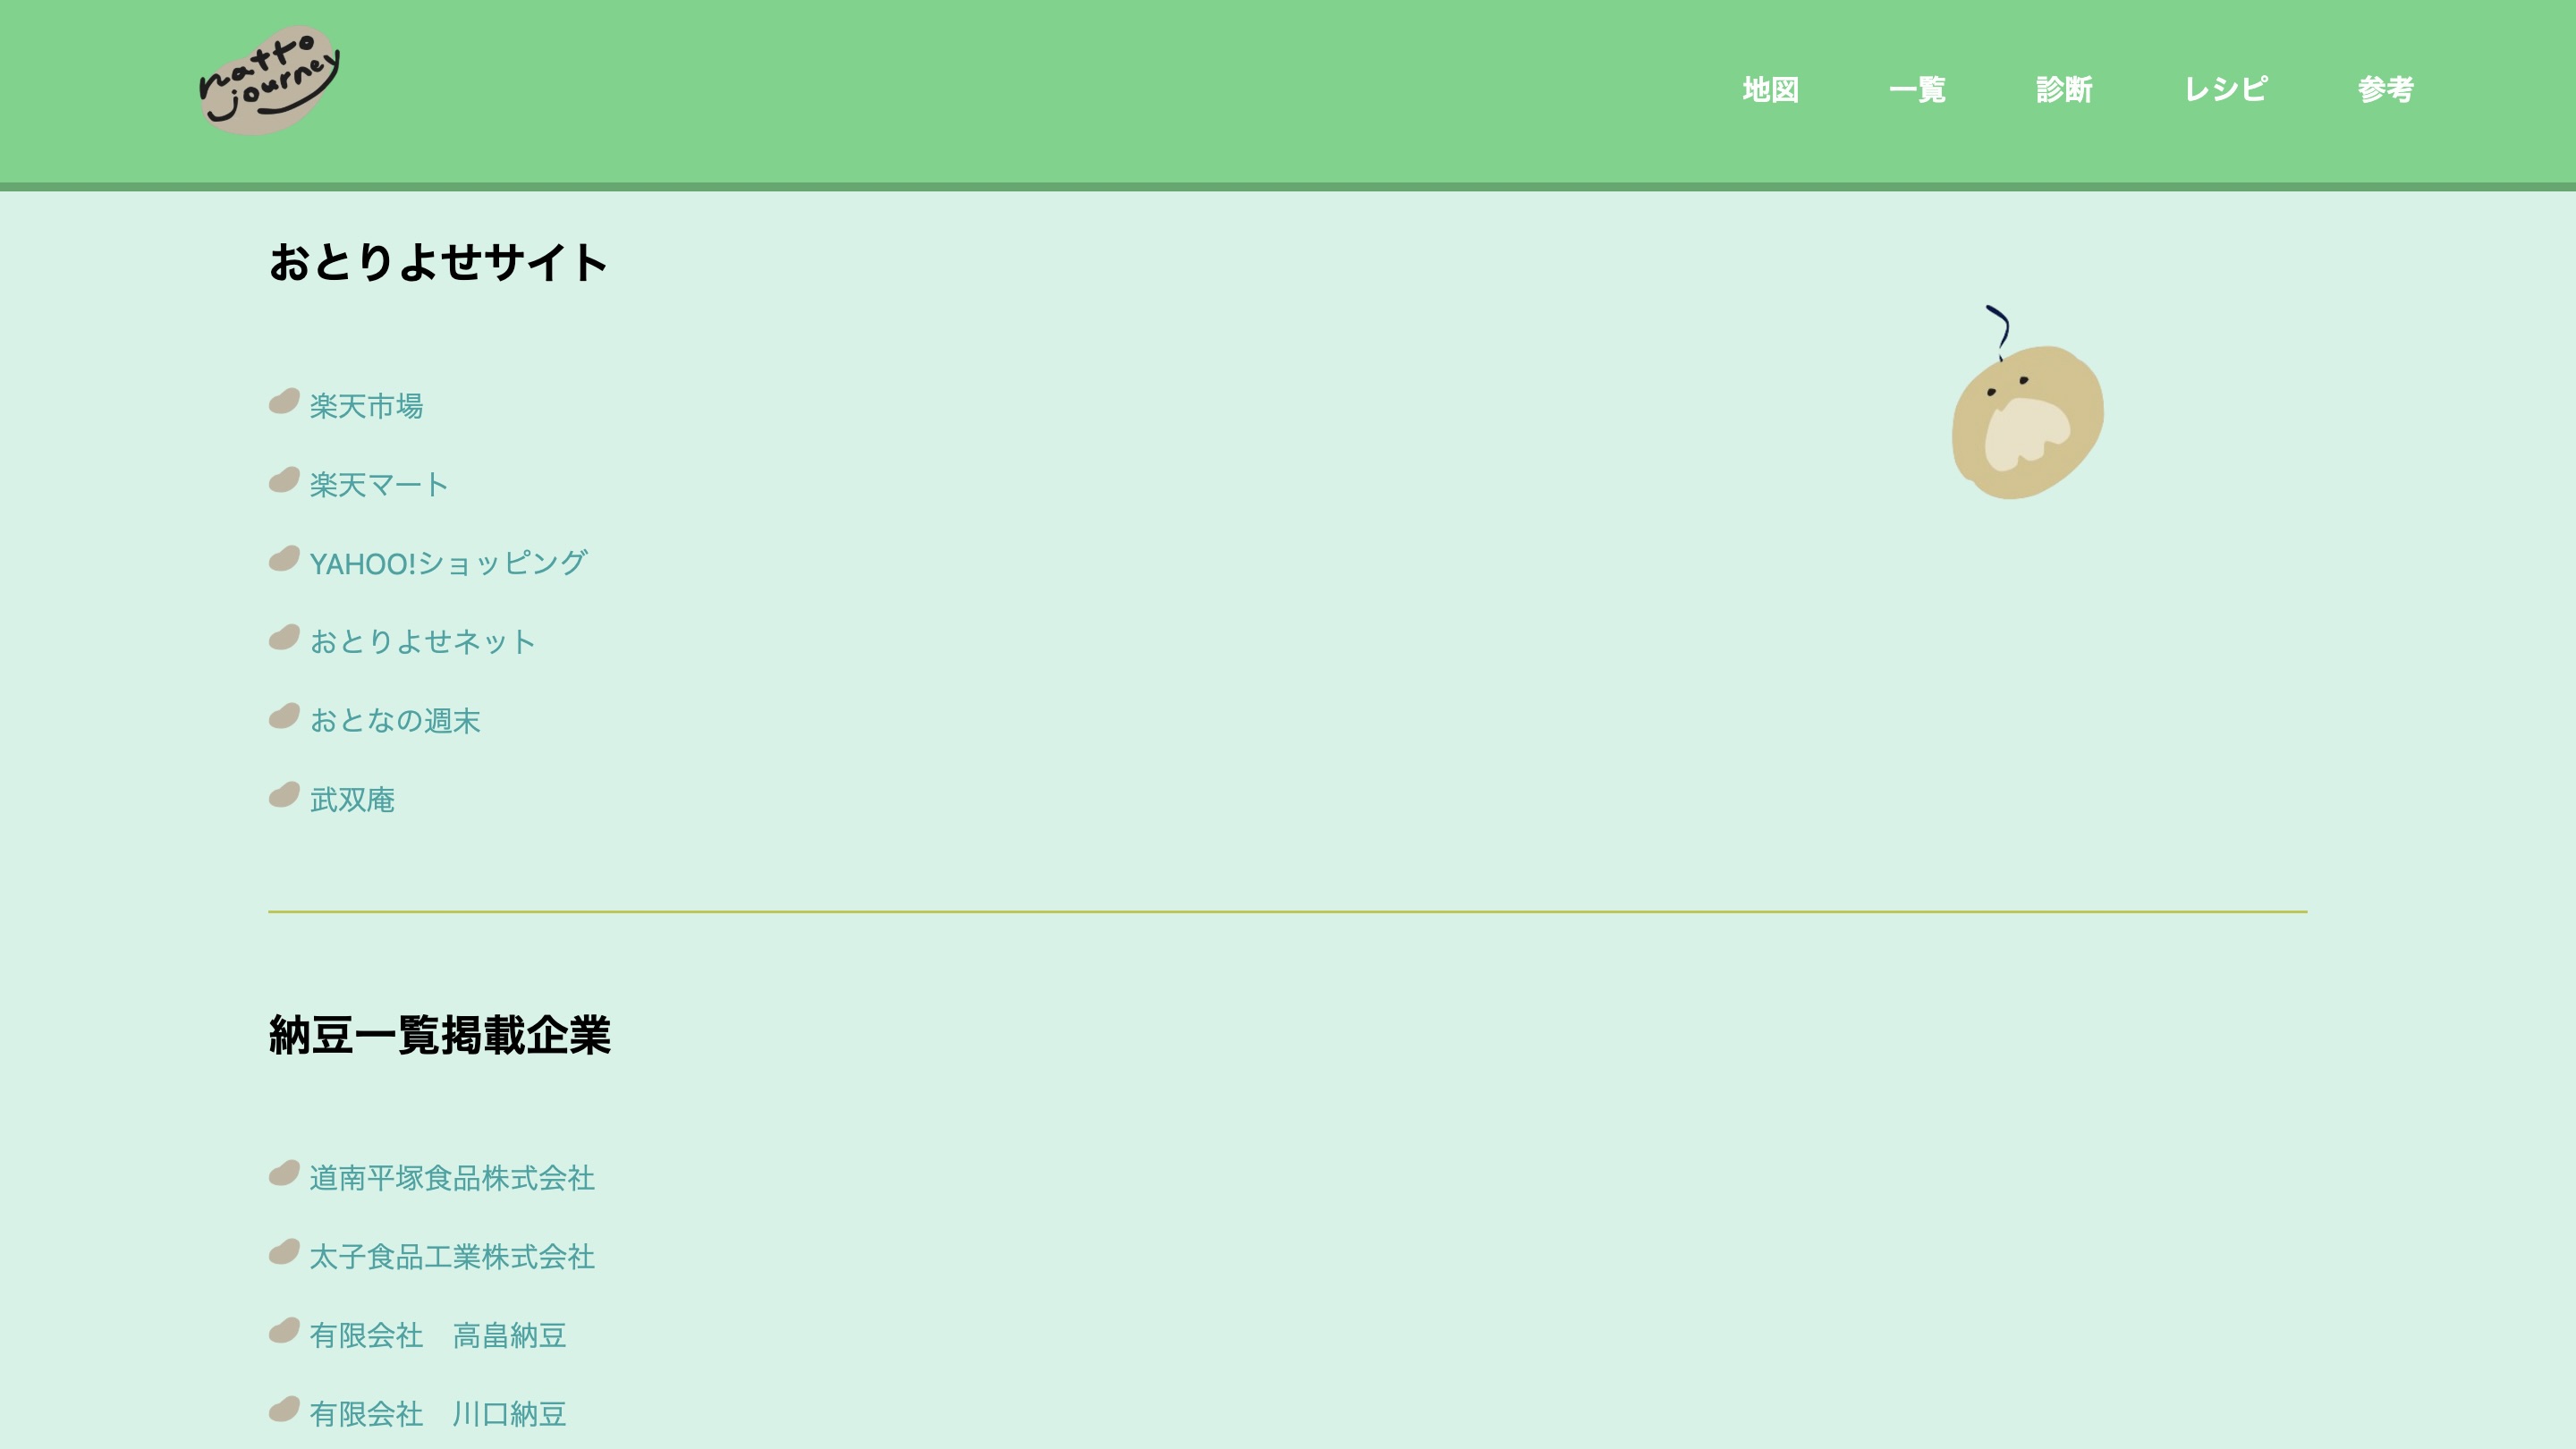 natto
journey
地図 一覧 診断 レシピ 参考
おとりよせサイト
楽天市場
楽天マート
YAHOO!ショッピング
おとりよせネット
おとなの週末
武双庵
納豆一覧掲載企業
道南平塚食品株式会社
太子食品工業株式会社
有限会社　高畠納豆
有限会社　川口納豆